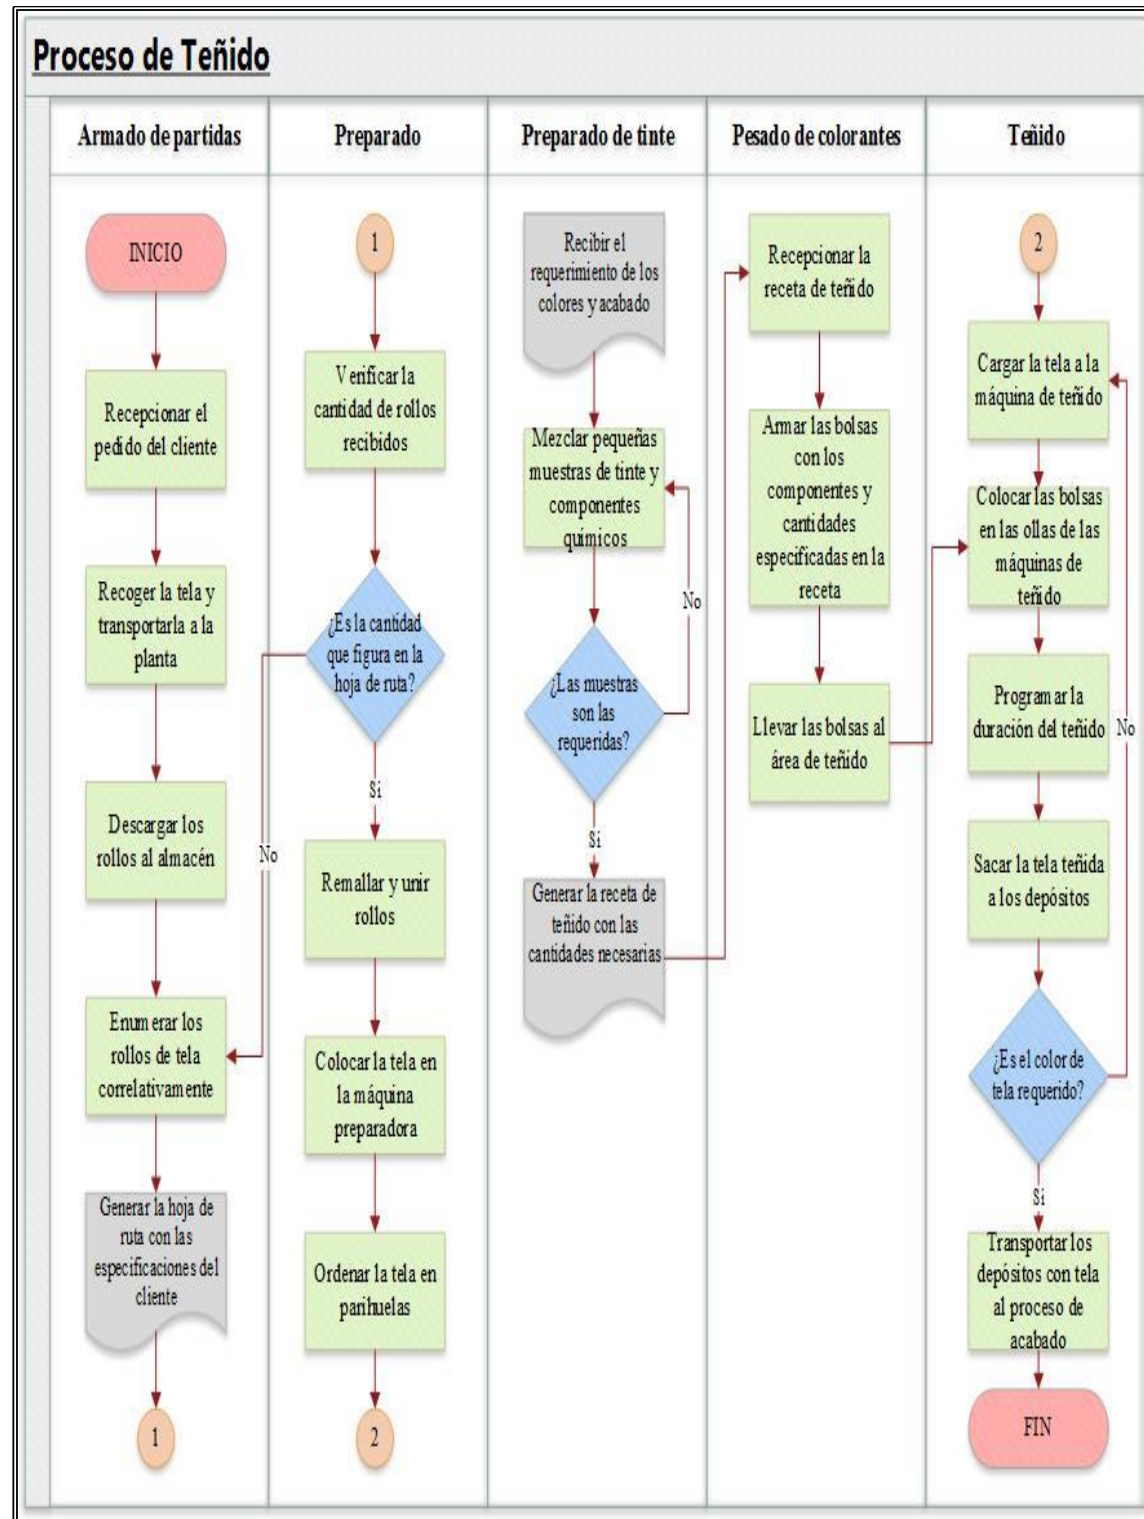 Proceso de Teñido
Armado de partidas
INICIO
Recepcionar el
pedido del cliente
Recoger la tela y
transportarla a la
planta
Descargar los
rollos al almacén
Enumerar los
rollos de tela
correlativamente
Generar la hoja de
ruta con las
especificaciones del
cliente
1
Preparado
1
Verificar la
cantidad de rollos
recibidos
¿Es la cantidad
que figura en la
hoja de ruta?
No
Si
Remallar y unir
rollos
Colocar la tela en
la máquina
preparadora
Ordenar la tela en
parihuelas
2
Preparado de tinte
Recibir el
requerimiento de los
colores y acabado
Mezclar pequeñas
muestras de tinte y
componentes
químicos
No
¿Las muestras
son las
requeridas?
Si
Generar la receta de
teñido con las
cantidades necesarias
Pesado de colorantes
Recepcionar la
receta de teñido
Armar las bolsas
con los
componentes y
cantidades
especificadas en la
receta
Llevar las bolsas al
área de teñido
Teñido
2
Cargar la tela a la
máquina de teñido
Colocar las bolsas
en las ollas de las
máquinas de
teñido
Programar la
duración del teñido
No
Sacar la tela teñida
a los depósitos
¿Es el color de
tela requerido?
Si
Transportar los
depósitos con tela
al proceso de
acabado
FIN